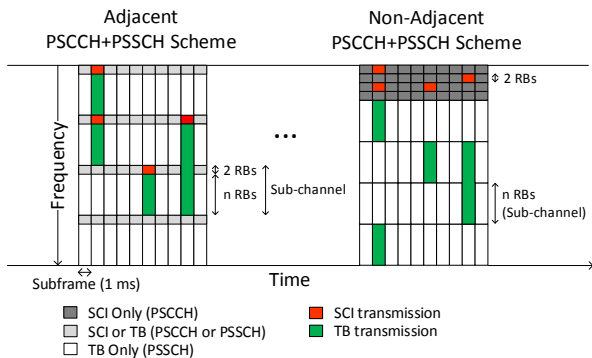 Adjacent
PSCCH+PSSCH Scheme
Non-Adjacent
PSCCH+PSSCH Scheme
Frequency
2 RBs
n RBs
Sub-channel
...
2 RBs
n RBs
(Sub-channel)
Subframe (1 ms)
Time
SCI Only (PSCCH)
SCI or TB (PSCCH or PSSCH)
TB Only (PSSCH)
SCI transmission
TB transmission